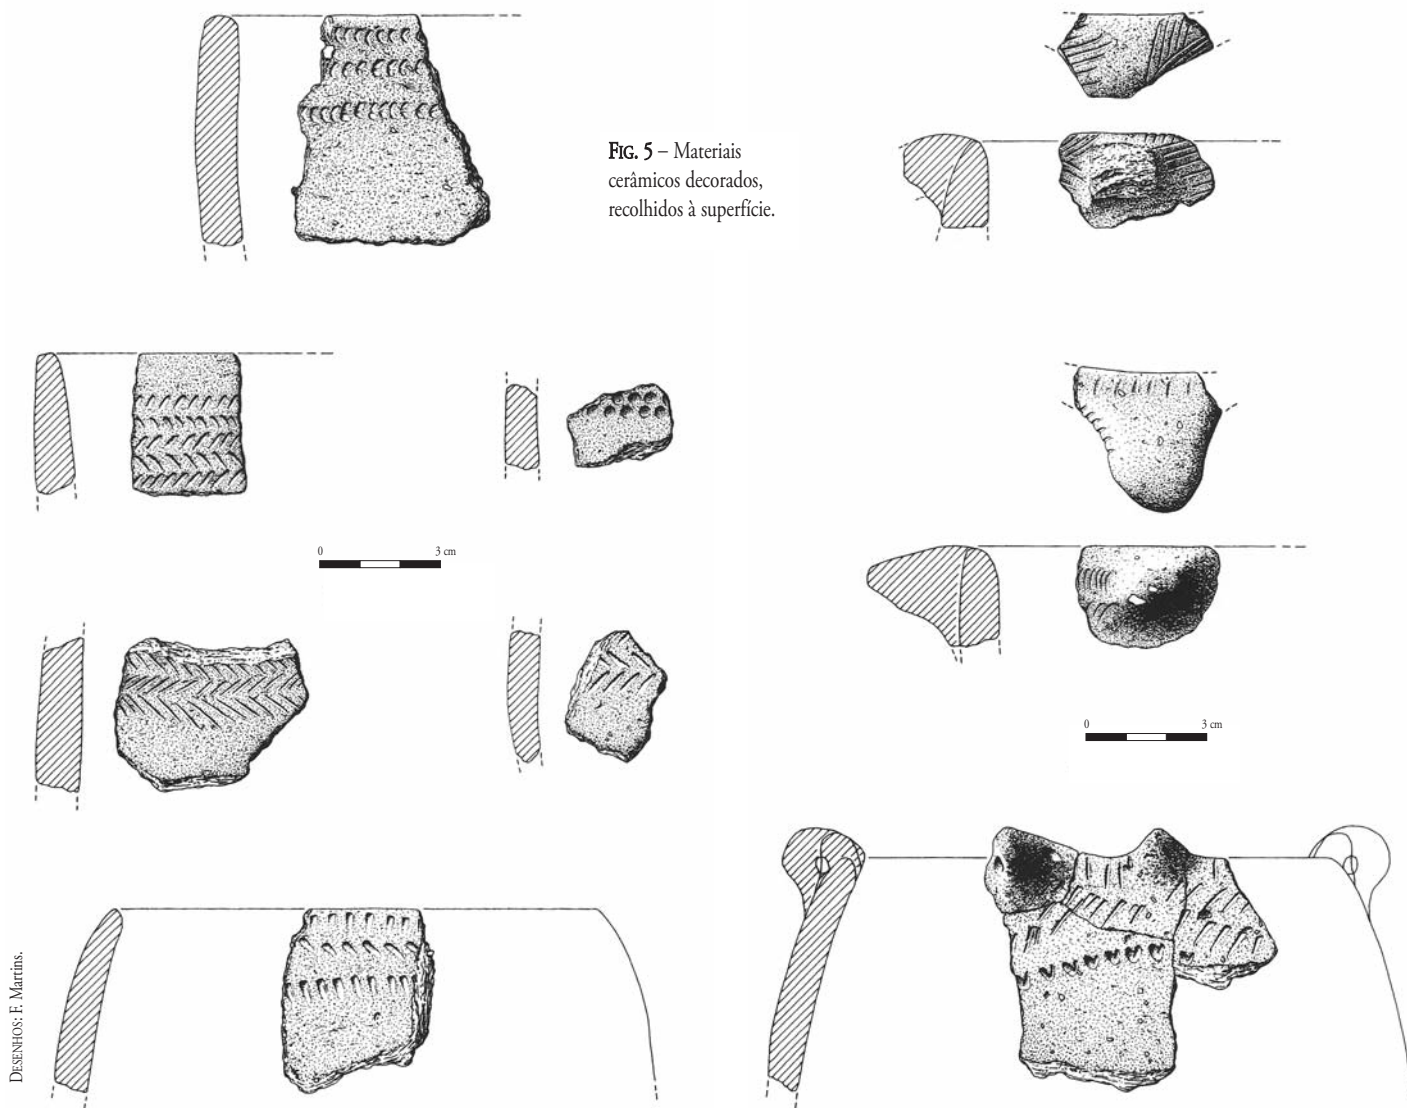 FIG. 5 – Materiais
cerâmicos decorados,
recolhidos à superfície.
0 3 cm
0 3 cm
DESENHOS: F. Martins.